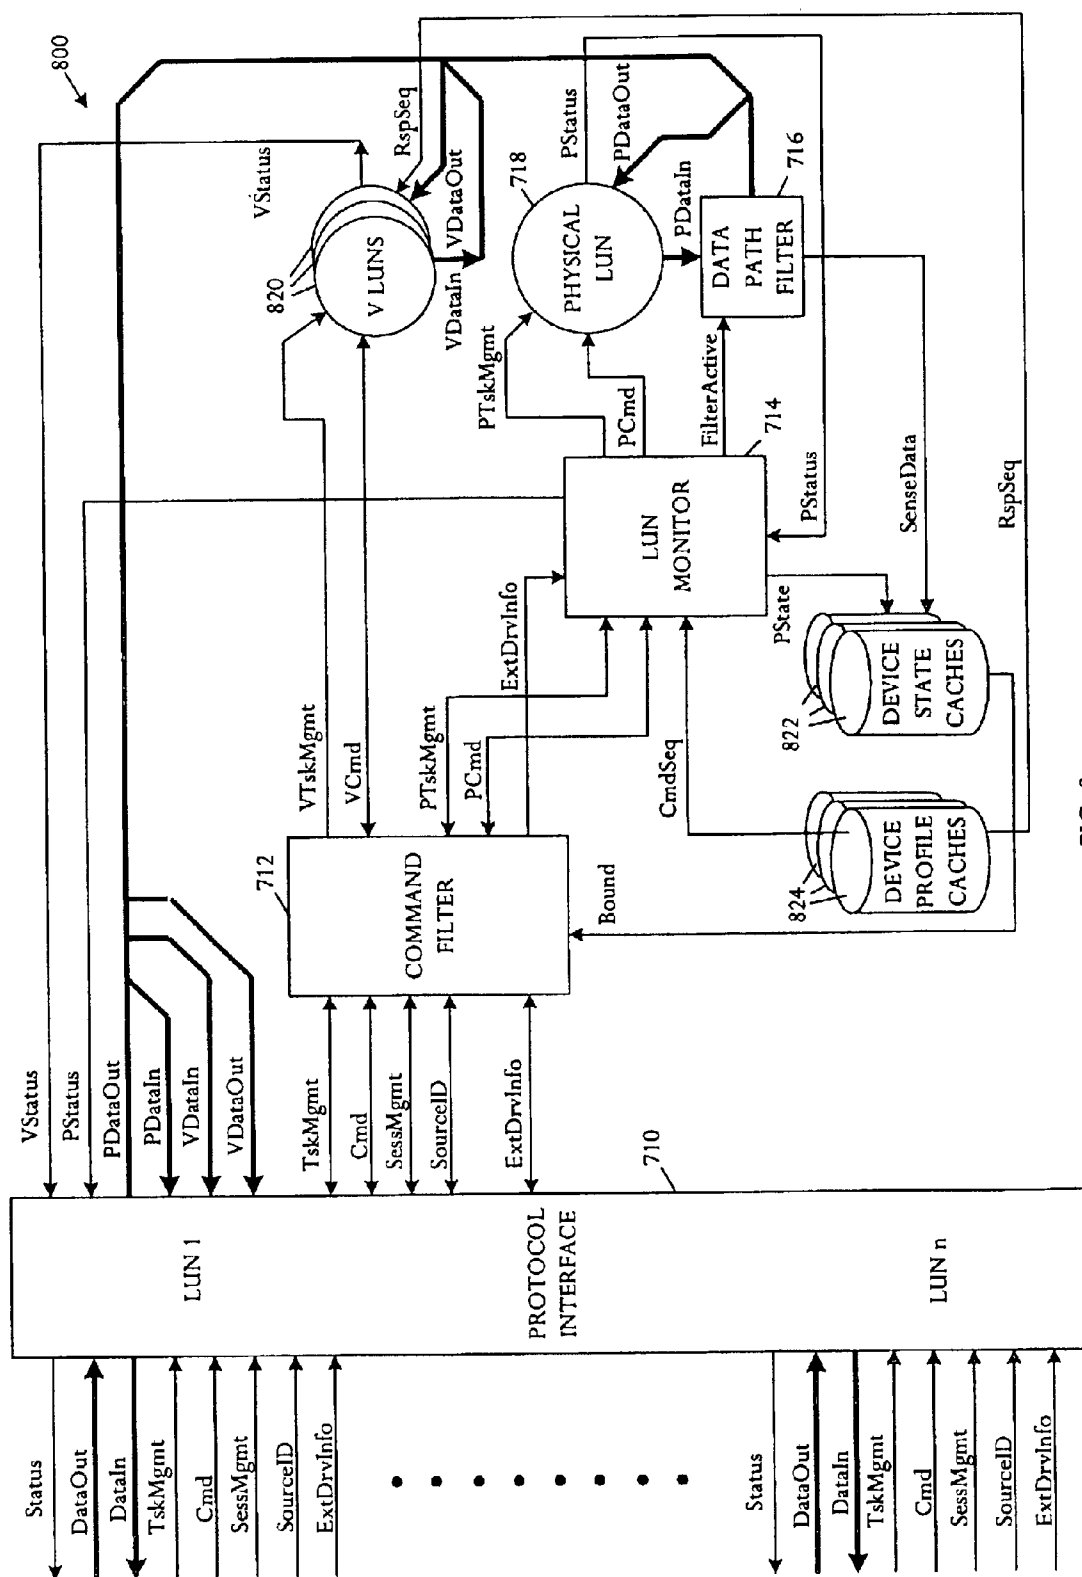 800
VStatus
PStatus
PDataOut
PDataIn
VDataIn
VDataOut
VStatus
RspSeq
820
V LUNS
VDataOut
VDataIn
718
PHYSICAL
LUN
PStatus
PDataOut
PDataIn
716
DATA
PATH
FILTER
PTskMgmt
PCmd
FilterActive
714
LUN
MONITOR
PStatus
SenseData
RspSeq
VTskMgmt
VCmd
PTskMgmt
PCmd
ExtDrvInfo
CmdSeq
PState
822
DEVICE
STATE
CACHES
824
DEVICE
PROFILE
CACHES
712
COMMAND
FILTER
Bound
TskMgmt
Cmd
SessMgmt
SourceID
ExtDrvInfo
710
LUN 1
PROTOCOL
INTERFACE
LUN n
Status
DataOut
DataIn
TskMgmt
Cmd
SessMgmt
SourceID
ExtDrvInfo
Status
DataOut
DataIn
TskMgmt
Cmd
SessMgmt
SourceID
ExtDrvInfo